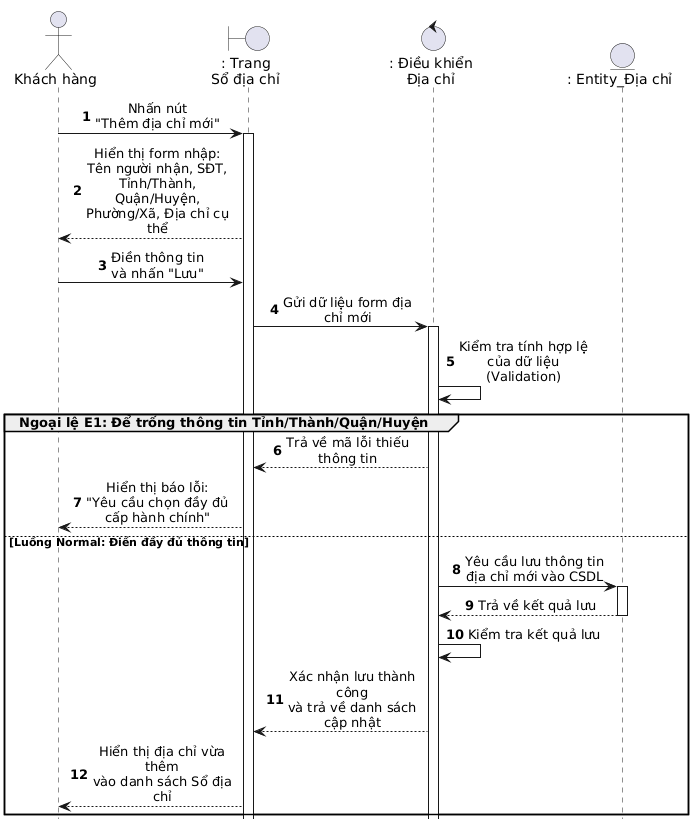 Khách hàng
: Trang
Sổ địa chỉ
: Điều khiển
Địa chỉ
: Entity_Địa chỉ
1 Nhấn nút
"Thêm địa chỉ mới"
2 Hiển thị form nhập:
Tên người nhận, SĐT,
Tỉnh/Thành,
Quận/Huyện,
Phường/Xã, Địa chỉ cụ
thể
3 Điền thông tin
và nhấn "Lưu"
4 Gửi dữ liệu form địa
chỉ mới
5 Kiểm tra tính hợp lệ
của dữ liệu
(Validation)
Ngoại lệ E1: Để trống thông tin Tỉnh/Thành/Quận/Huyện
6 Trả về mã lỗi thiếu
thông tin
7 Hiển thị báo lỗi:
"Yêu cầu chọn đầy đủ
cấp hành chính"
[Luồng Normal: Điền đầy đủ thông tin]
8 Yêu cầu lưu thông tin
địa chỉ mới vào CSDL
9 Trả về kết quả lưu
10 Kiểm tra kết quả lưu
11 Xác nhận lưu thành
công
và trả về danh sách
cập nhật
12 Hiển thị địa chỉ vừa
thêm
vào danh sách Sổ địa
chỉ